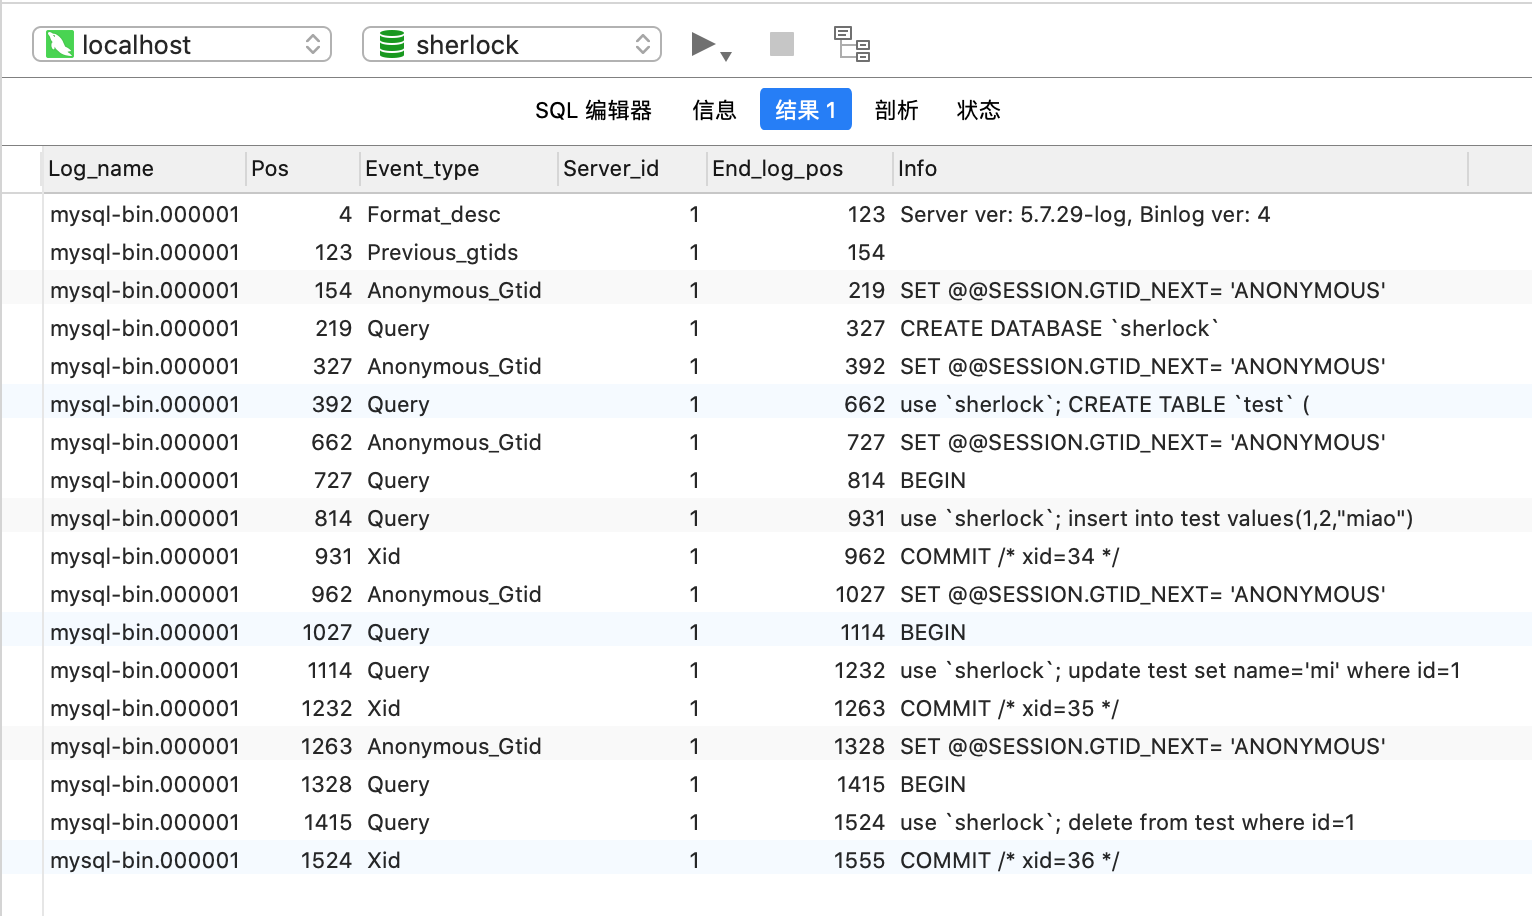 localhost sherlock
SQL 编辑器 信息 结果 1 剖析 状态
Log_name Pos Event_type Server_id End_log_pos Info
mysql-bin.000001 4 Format_desc 1 123 Server ver: 5.7.29-log, Binlog ver: 4
mysql-bin.000001 123 Previous_gtids 1 154
mysql-bin.000001 154 Anonymous_Gtid 1 219 SET @@SESSION.GTID_NEXT= 'ANONYMOUS'
mysql-bin.000001 219 Query 1 327 CREATE DATABASE `sherlock`
mysql-bin.000001 327 Anonymous_Gtid 1 392 SET @@SESSION.GTID_NEXT= 'ANONYMOUS'
mysql-bin.000001 392 Query 1 662 use `sherlock`; CREATE TABLE `test` (
mysql-bin.000001 662 Anonymous_Gtid 1 727 SET @@SESSION.GTID_NEXT= 'ANONYMOUS'
mysql-bin.000001 727 Query 1 814 BEGIN
mysql-bin.000001 814 Query 1 931 use `sherlock`; insert into test values(1,2,"miao")
mysql-bin.000001 931 Xid 1 962 COMMIT /* xid=34 */
mysql-bin.000001 962 Anonymous_Gtid 1 1027 SET @@SESSION.GTID_NEXT= 'ANONYMOUS'
mysql-bin.000001 1027 Query 1 1114 BEGIN
mysql-bin.000001 1114 Query 1 1232 use `sherlock`; update test set name='mi' where id=1
mysql-bin.000001 1232 Xid 1 1263 COMMIT /* xid=35 */
mysql-bin.000001 1263 Anonymous_Gtid 1 1328 SET @@SESSION.GTID_NEXT= 'ANONYMOUS'
mysql-bin.000001 1328 Query 1 1415 BEGIN
mysql-bin.000001 1415 Query 1 1524 use `sherlock`; delete from test where id=1
mysql-bin.000001 1524 Xid 1 1555 COMMIT /* xid=36 */